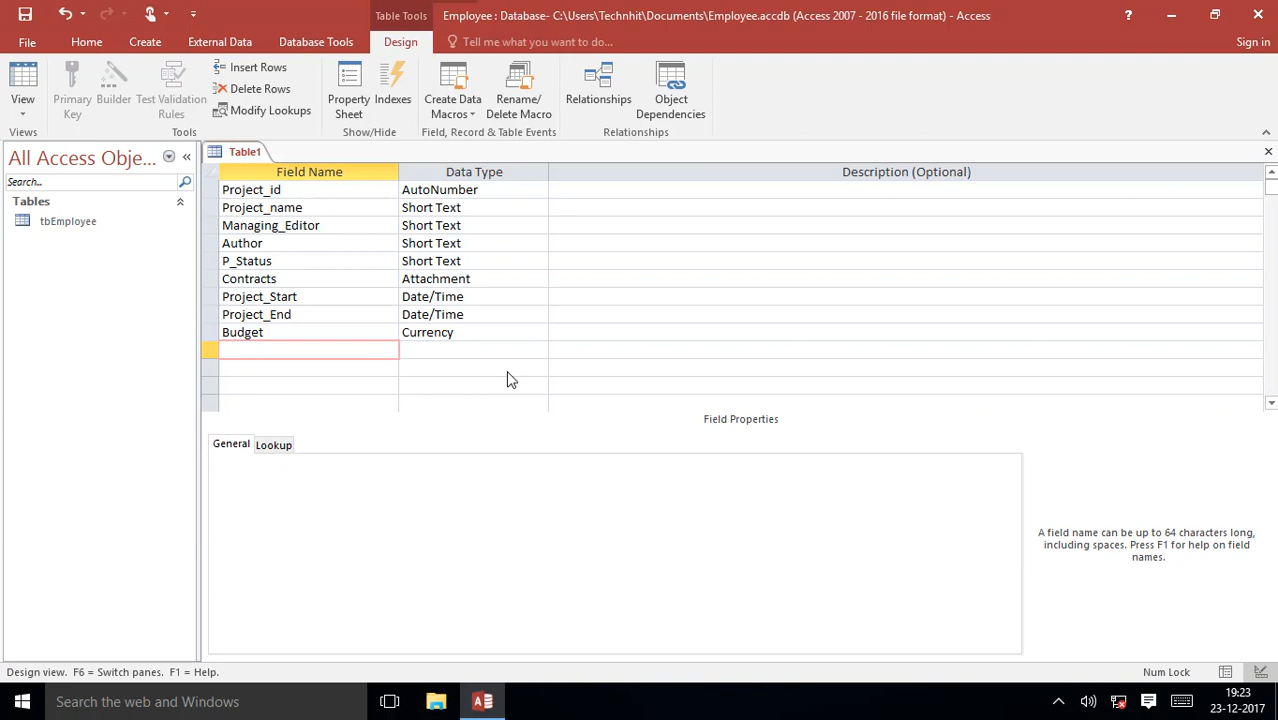 Table Tools
Employee : Database- C:\Users\Technhit\Documents\Employee.accdb (Access 2007 - 2016 file format) - Access
?
File
Home
Create
External Data
Database Tools
Design
Tell me what you want to do...
Sign in
View
Primary Key
Builder
Test Validation Rules
Insert Rows
Delete Rows
Modify Lookups
Property Sheet
Indexes
Create Data Macros
Rename/ Delete Macro
Relationships
Object Dependencies
Views
Tools
Show/Hide
Field, Record & Table Events
Relationships
All Access Obje...
Search...
Tables
tbEmployee
Table1
Field Name Data Type Description (Optional)
Project_id AutoNumber
Project_name Short Text
Managing_Editor Short Text
Author Short Text
P_Status Short Text
Contracts Attachment
Project_Start Date/Time
Project_End Date/Time
Budget Currency
Field Properties
General Lookup
A field name can be up to 64 characters long,
including spaces. Press F1 for help on field
names.
Design view. F6 = Switch panes. F1 = Help.
Num Lock
Search the web and Windows
19:23
23-12-2017